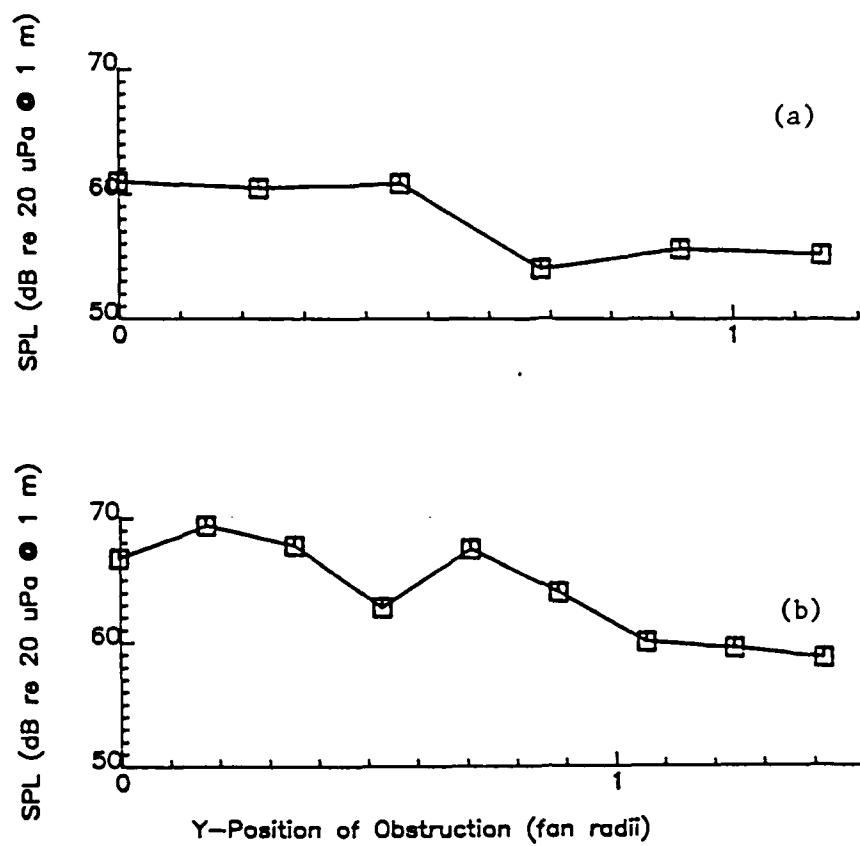 SPL (dB re 20 uPa @ 1 m)
70
60
50
0
1
(a)
SPL (dB re 20 uPa @ 1 m)
70
60
50
0
1
(b)
Y-Position of Obstruction (fan radii)